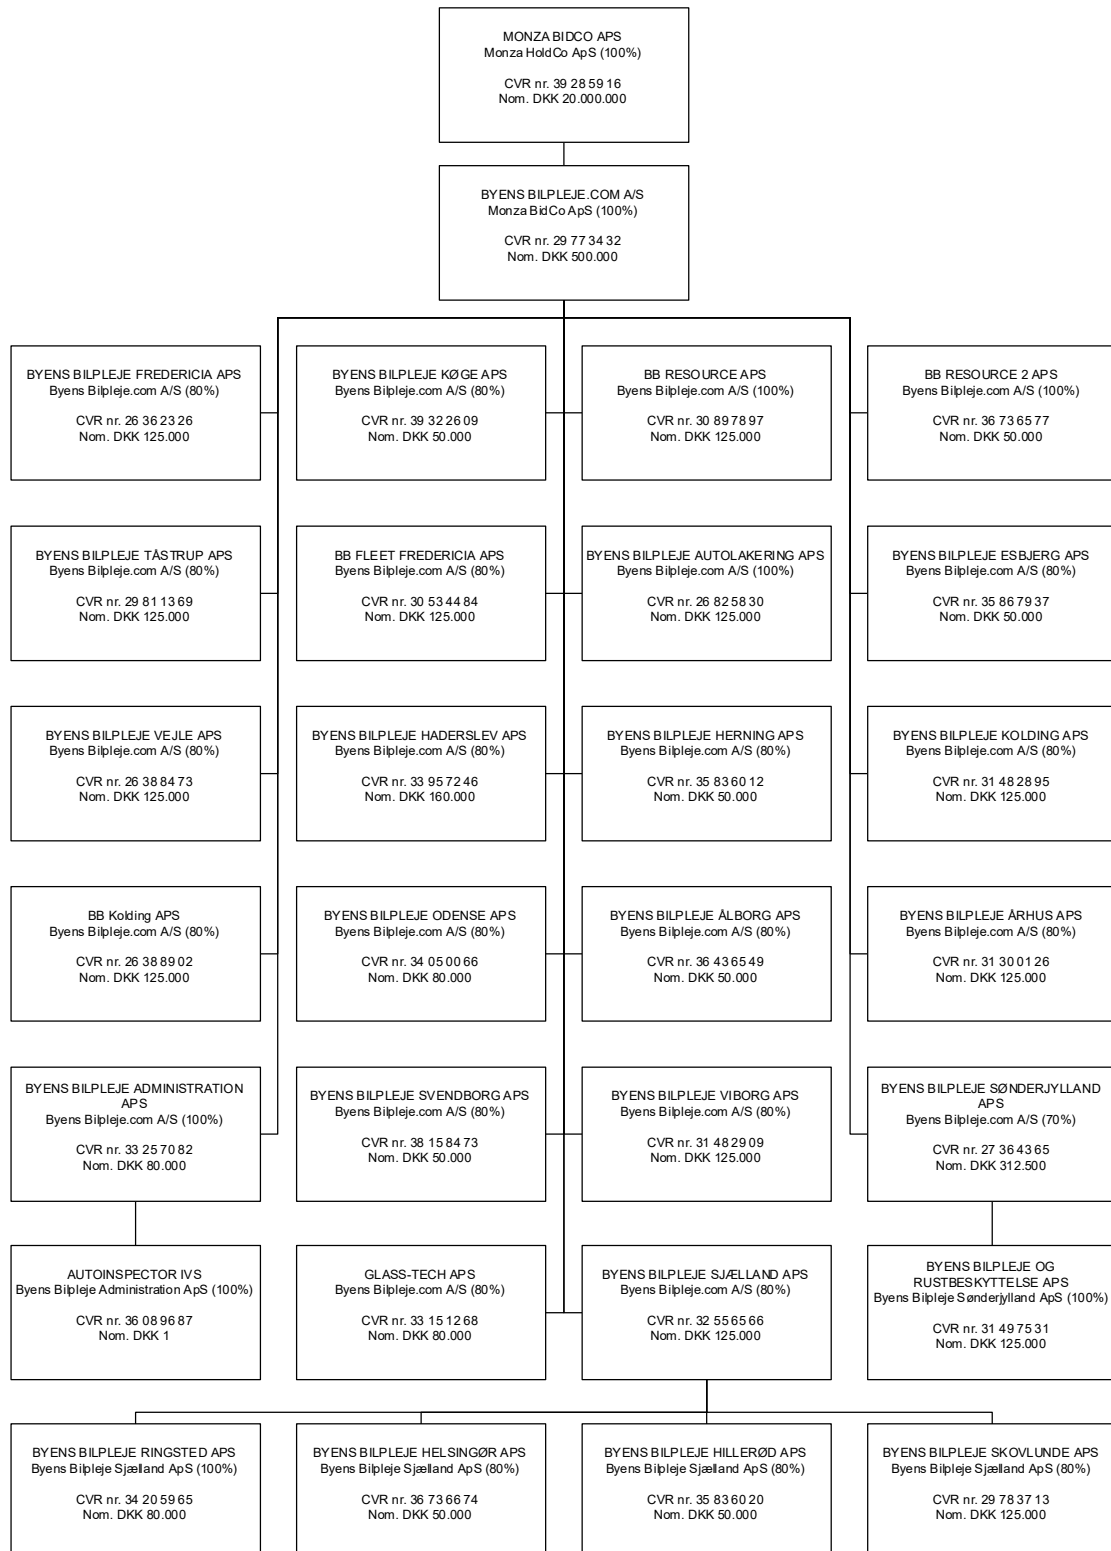 MONZA BIDCO APS
Monza HoldCo ApS (100%)
CVR nr. 39 28 59 16
Nom. DKK 20.000.000
BYENS BILPLEJE.COM A/S
Monza BidCo ApS (100%)
CVR nr. 29 77 34 32
Nom. DKK 500.000
BYENS BILPLEJE FREDERICIA APS
Byens Bilpleje.com A/S (80%)
CVR nr. 26 36 23 26
Nom. DKK 125.000
BYENS BILPLEJE KØGE APS
Byens Bilpleje.com A/S (80%)
CVR nr. 39 32 26 09
Nom. DKK 50.000
BB RESOURCE APS
Byens Bilpleje.com A/S (100%)
CVR nr. 30 89 78 97
Nom. DKK 125.000
BB RESOURCE 2 APS
Byens Bilpleje.com A/S (100%)
CVR nr. 36 73 65 77
Nom. DKK 50.000
BYENS BILPLEJE TÅSTRUP APS
Byens Bilpleje.com A/S (80%)
CVR nr. 29 81 13 69
Nom. DKK 125.000
BB FLEET FREDERICIA APS
Byens Bilpleje.com A/S (80%)
CVR nr. 30 53 44 84
Nom. DKK 125.000
BYENS BILPLEJE AUTOLAKERING APS
Byens Bilpleje.com A/S (100%)
CVR nr. 26 82 58 30
Nom. DKK 125.000
BYENS BILPLEJE ESBJERG APS
Byens Bilpleje.com A/S (80%)
CVR nr. 35 86 79 37
Nom. DKK 50.000
BYENS BILPLEJE VEJLE APS
Byens Bilpleje.com A/S (80%)
CVR nr. 26 38 84 73
Nom. DKK 125.000
BYENS BILPLEJE HADERSLEV APS
Byens Bilpleje.com A/S (80%)
CVR nr. 33 95 72 46
Nom. DKK 160.000
BYENS BILPLEJE HERNING APS
Byens Bilpleje.com A/S (80%)
CVR nr. 35 83 60 12
Nom. DKK 50.000
BYENS BILPLEJE KOLDING APS
Byens Bilpleje.com A/S (80%)
CVR nr. 31 48 28 95
Nom. DKK 125.000
BB Kolding APS
Byens Bilpleje.com A/S (80%)
CVR nr. 26 38 89 02
Nom. DKK 125.000
BYENS BILPLEJE ODENSE APS
Byens Bilpleje.com A/S (80%)
CVR nr. 34 05 00 66
Nom. DKK 80.000
BYENS BILPLEJE ÅLBORG APS
Byens Bilpleje.com A/S (80%)
CVR nr. 36 43 65 49
Nom. DKK 50.000
BYENS BILPLEJE ÅRHUS APS
Byens Bilpleje.com A/S (80%)
CVR nr. 31 30 01 26
Nom. DKK 125.000
BYENS BILPLEJE ADMINISTRATION
APS
Byens Bilpleje.com A/S (100%)
CVR nr. 33 25 70 82
Nom. DKK 80.000
BYENS BILPLEJE SVENDBORG APS
Byens Bilpleje.com A/S (80%)
CVR nr. 38 15 84 73
Nom. DKK 50.000
BYENS BILPLEJE VIBORG APS
Byens Bilpleje.com A/S (80%)
CVR nr. 31 48 29 09
Nom. DKK 125.000
BYENS BILPLEJE SØNDERJYLLAND
APS
Byens Bilpleje.com A/S (70%)
CVR nr. 27 36 43 65
Nom. DKK 312.500
AUTOINSPECTOR IVS
Byens Bilpleje Administration ApS (100%)
CVR nr. 36 08 96 87
Nom. DKK 1
GLASS-TECH APS
Byens Bilpleje.com A/S (80%)
CVR nr. 33 15 12 68
Nom. DKK 80.000
BYENS BILPLEJE SJÆLLAND APS
Byens Bilpleje.com A/S (80%)
CVR nr. 32 55 65 66
Nom. DKK 125.000
BYENS BILPLEJE OG
RUSTBESKYTTELSE APS
Byens Bilpleje Sønderjylland ApS (100%)
CVR nr. 31 49 75 31
Nom. DKK 125.000
BYENS BILPLEJE RINGSTED APS
Byens Bilpleje Sjælland ApS (100%)
CVR nr. 34 20 59 65
Nom. DKK 80.000
BYENS BILPLEJE HELSINGØR APS
Byens Bilpleje Sjælland ApS (80%)
CVR nr. 36 73 66 74
Nom. DKK 50.000
BYENS BILPLEJE HILLERØD APS
Byens Bilpleje Sjælland ApS (80%)
CVR nr. 35 83 60 20
Nom. DKK 50.000
BYENS BILPLEJE SKOVLUNDE APS
Byens Bilpleje Sjælland ApS (80%)
CVR nr. 29 78 37 13
Nom. DKK 125.000